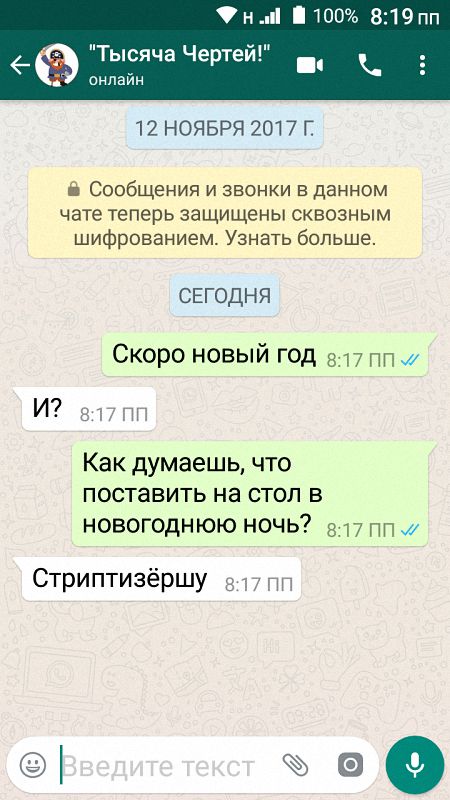 Н 100% 8:19 пп
"Тысяча Чертей!"
онлайн
12 НОЯБРЯ 2017 Г.
Сообщения и звонки в данном
чате теперь защищены сквозным
шифрованием. Узнать больше.
СЕГОДНЯ
Скоро новый год 8:17 ПП
И? 8:17 ПП
Как думаешь, что
поставить на стол в
новогоднюю ночь? 8:17 ПП
Стриптизёршу 8:17 ПП
Введите текст